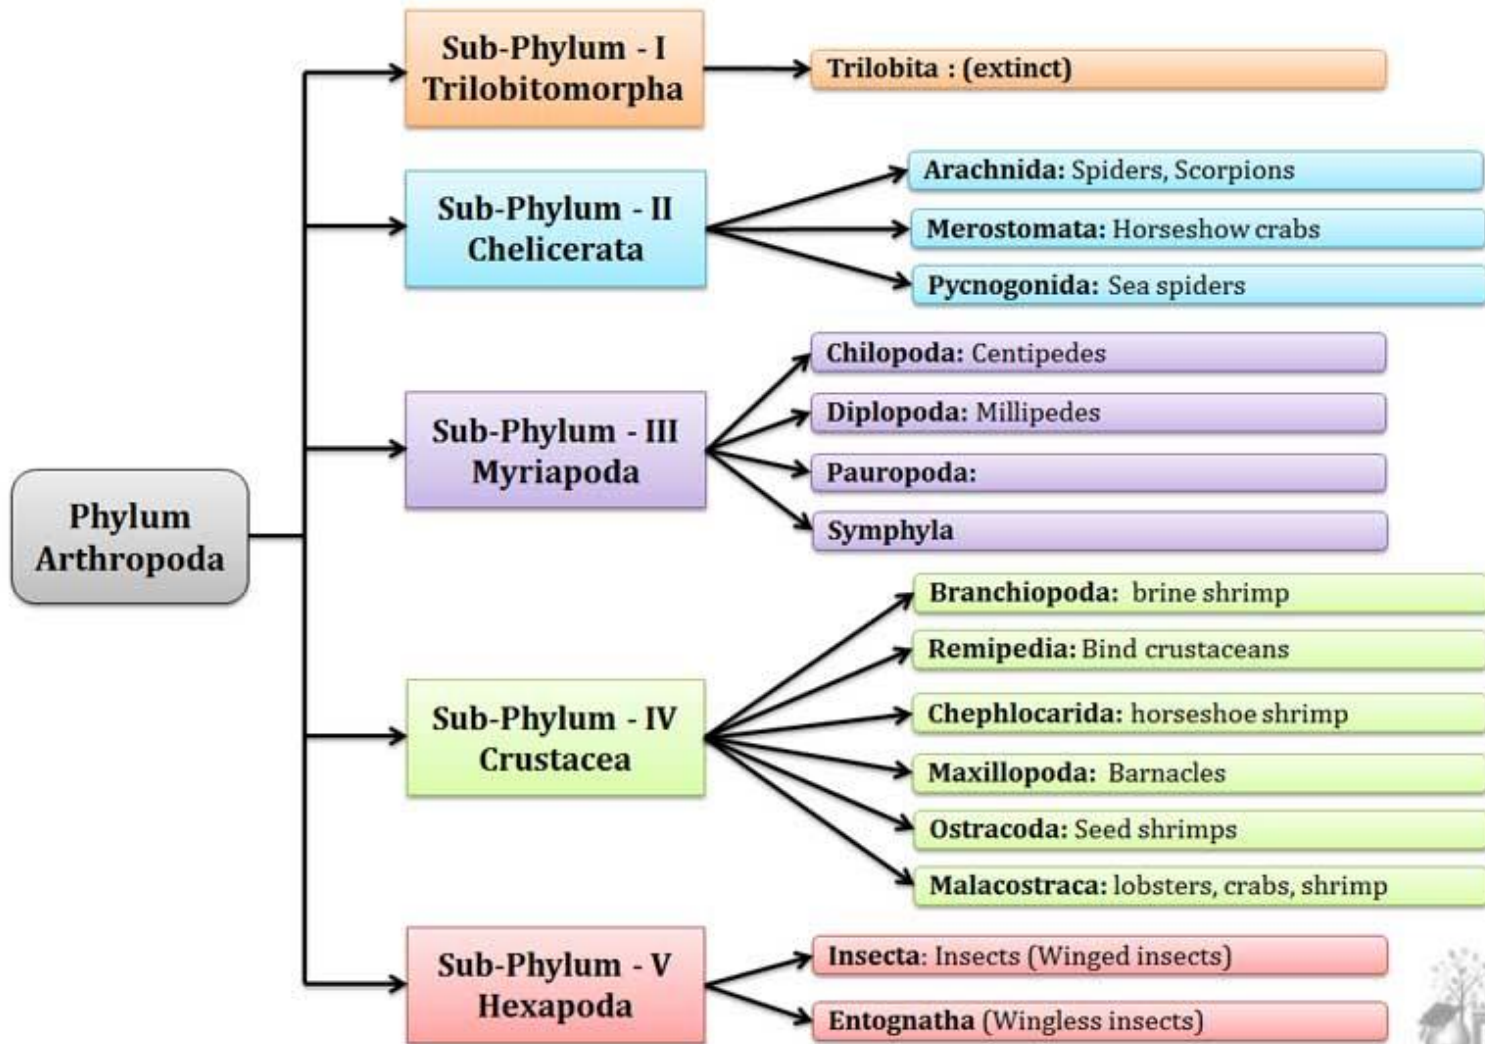 Sub-Phylum - I
Trilobitomorpha
Trilobita : (extinct)
Sub-Phylum - II
Chelicerata
Arachnida: Spiders, Scorpions
Merostomata: Horseshow crabs
Pycnogonida: Sea spiders
Sub-Phylum - III
Myriapoda
Chilopoda: Centipedes
Diplopoda: Millipedes
Pauropoda:
Symphyla
Phylum
Arthropoda
Sub-Phylum - IV
Crustacea
Branchiopoda: brine shrimp
Remipedia: Bind crustaceans
Chephlocarida: horseshoe shrimp
Maxillopoda: Barnacles
Ostracoda: Seed shrimps
Malacostraca: lobsters, crabs, shrimp
Sub-Phylum - V
Hexapoda
Insecta: Insects (Winged insects)
Entognatha (Wingless insects)